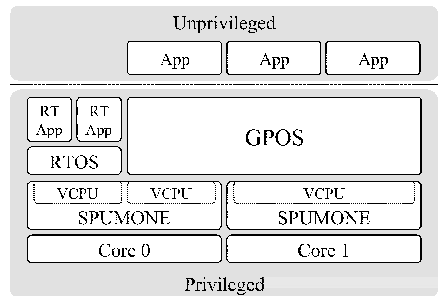 Unprivileged
App App App
RT App RT App
GPOS
RTOS
VCPU VCPU VCPU
SPUMONE SPUMONE
Core 0 Core 1
Privileged